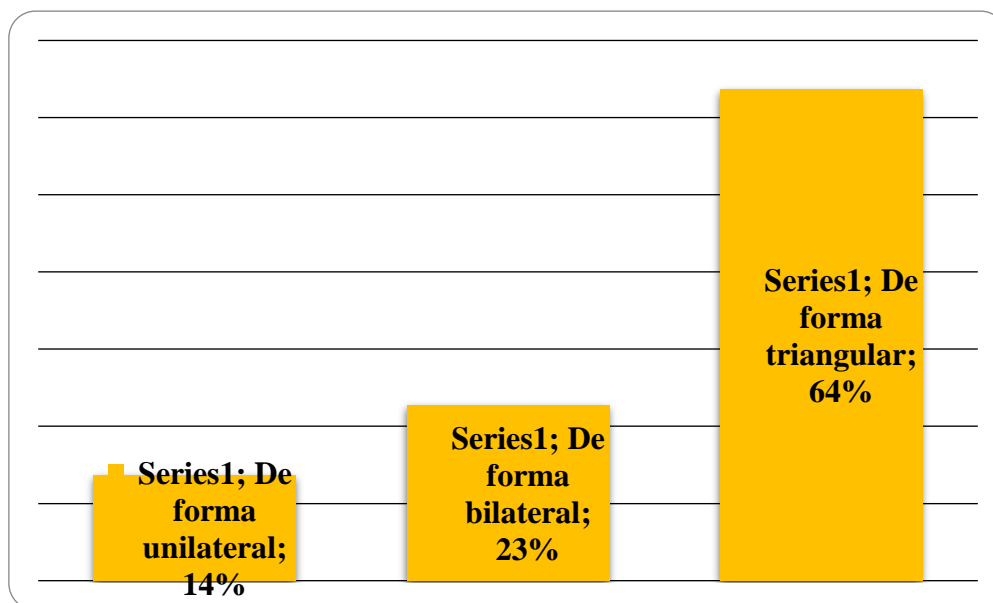 Series1; De
forma
unilateral;
14%
Series1; De
forma
bilateral;
23%
Series1; De
forma
triangular;
64%